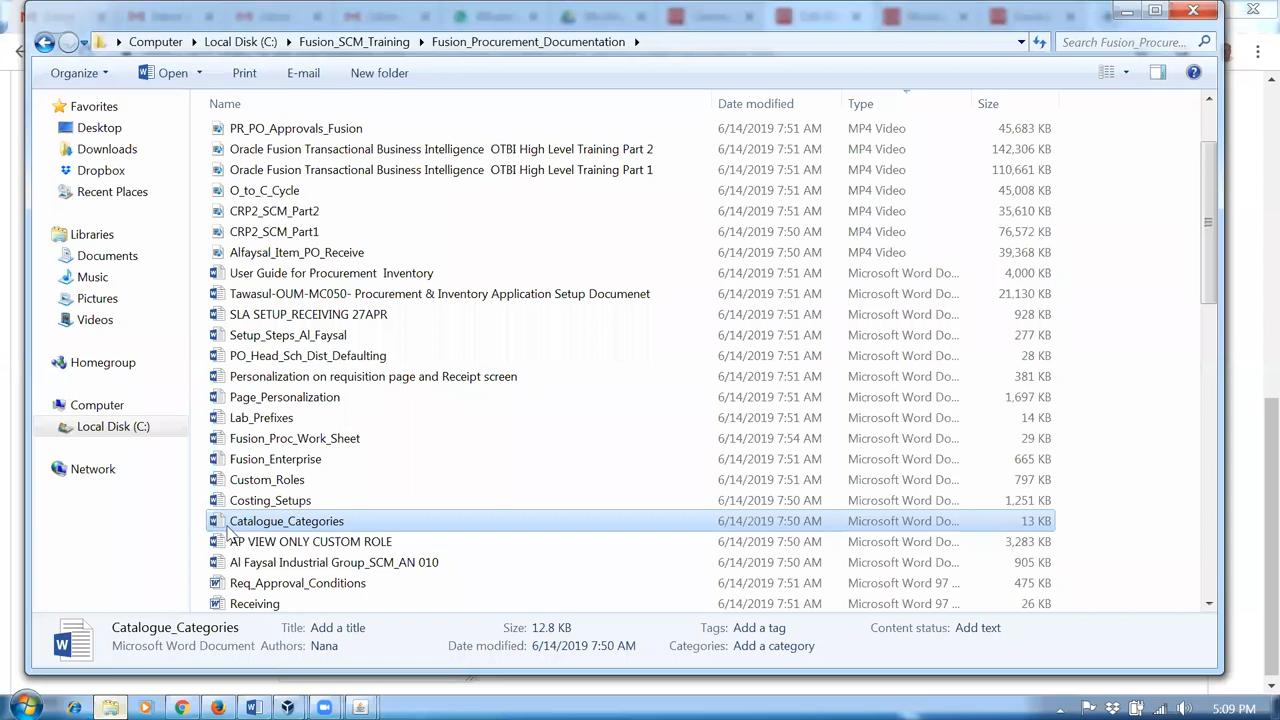 Computer
Local Disk (C:)
Fusion_SCM_Training
Fusion_Procurement_Documentation
Search Fusion_Procure...
Organize
Open
Print
E-mail
New folder
Name
Date modified
Type
Size
Favorites
Desktop
Downloads
Dropbox
Recent Places
Libraries
Documents
Music
Pictures
Videos
Homegroup
Computer
Local Disk (C:)
Network
PR_PO_Approvals_Fusion 6/14/2019 7:51 AM MP4 Video 45,683 KB
Oracle Fusion Transactional Business Intelligence OTBI High Level Training Part 2 6/14/2019 7:51 AM MP4 Video 142,306 KB
Oracle Fusion Transactional Business Intelligence OTBI High Level Training Part 1 6/14/2019 7:51 AM MP4 Video 110,661 KB
O_to_C_Cycle 6/14/2019 7:51 AM MP4 Video 45,008 KB
CRP2_SCM_Part2 6/14/2019 7:51 AM MP4 Video 35,610 KB
CRP2_SCM_Part1 6/14/2019 7:50 AM MP4 Video 76,572 KB
Alfaysal_Item_PO_Receive 6/14/2019 7:50 AM MP4 Video 39,368 KB
User Guide for Procurement Inventory 6/14/2019 7:51 AM Microsoft Word Do... 4,000 KB
Tawasul-OUM-MC050- Procurement & Inventory Application Setup Documenet 6/14/2019 7:51 AM Microsoft Word Do... 21,130 KB
SLA SETUP_RECEIVING 27APR 6/14/2019 7:51 AM Microsoft Word Do... 928 KB
Setup_Steps_Al_Faysal 6/14/2019 7:51 AM Microsoft Word Do... 277 KB
PO_Head_Sch_Dist_Defaulting 6/14/2019 7:51 AM Microsoft Word Do... 28 KB
Personalization on requisition page and Receipt screen 6/14/2019 7:51 AM Microsoft Word Do... 381 KB
Page_Personalization 6/14/2019 7:51 AM Microsoft Word Do... 1,697 KB
Lab_Prefixes 6/14/2019 7:51 AM Microsoft Word Do... 14 KB
Fusion_Proc_Work_Sheet 6/14/2019 7:54 AM Microsoft Word Do... 29 KB
Fusion_Enterprise 6/14/2019 7:51 AM Microsoft Word Do... 665 KB
Custom_Roles 6/14/2019 7:51 AM Microsoft Word Do... 797 KB
Costing_Setups 6/14/2019 7:50 AM Microsoft Word Do... 1,251 KB
Catalogue_Categories 6/14/2019 7:50 AM Microsoft Word Do... 13 KB
AP VIEW ONLY CUSTOM ROLE 6/14/2019 7:50 AM Microsoft Word Do... 3,283 KB
Al Faysal Industrial Group_SCM_AN 010 6/14/2019 7:50 AM Microsoft Word Do... 905 KB
Req_Approval_Conditions 6/14/2019 7:51 AM Microsoft Word 97 ... 475 KB
Receiving 6/14/2019 7:51 AM Microsoft Word 97 ... 26 KB
Catalogue_Categories Title: Add a title Size: 12.8 KB Tags: Add a tag Content status: Add text
Microsoft Word Document Authors: Nana Date modified: 6/14/2019 7:50 AM Categories: Add a category
5:09 PM